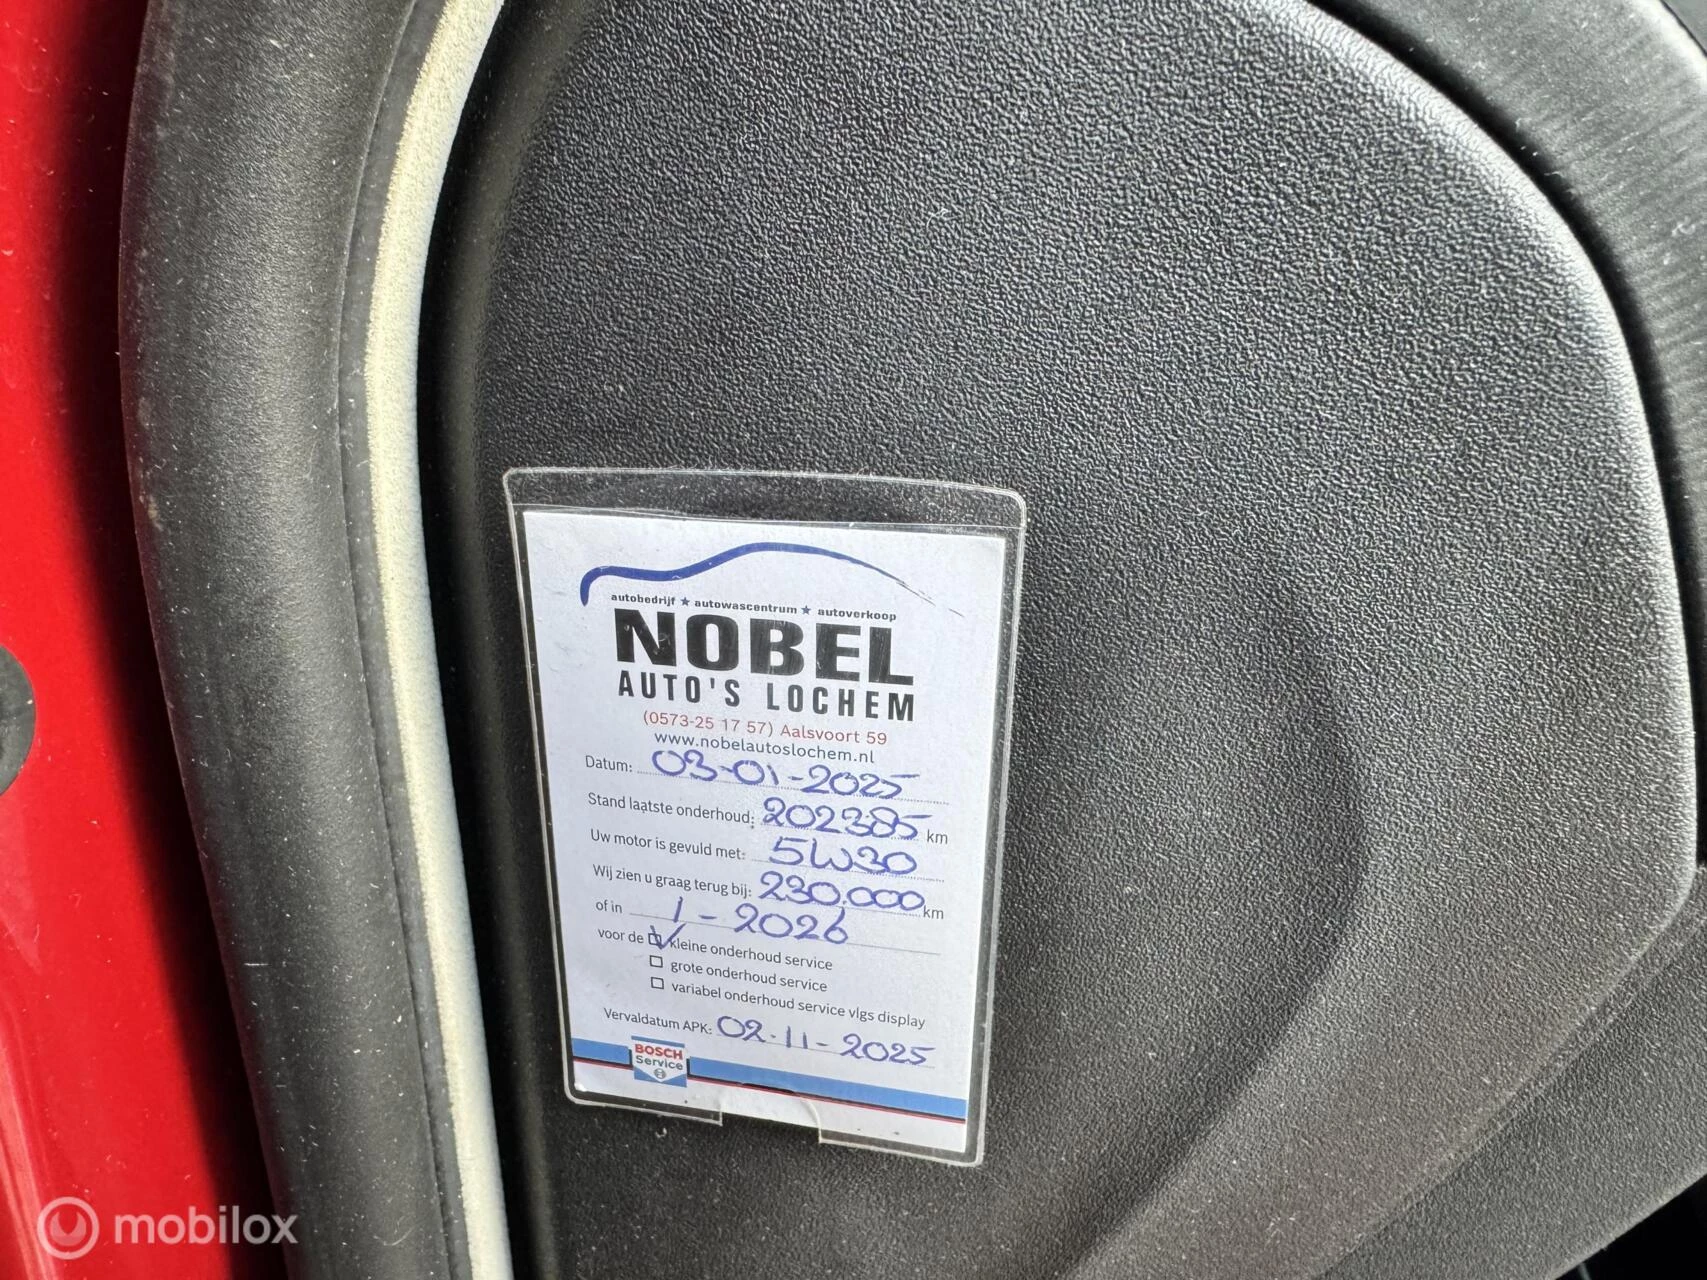 autobedrijf ★ autowascentrum ★ autoverkoop
NOBEL
AUTO'S LOCHEM
(0573-25 17 57) Aalsvoort 59
www.nobelautoslochem.nl
Datum: 03-01-2025
Stand laatste onderhoud: 202385 km
Uw motor is gevuld met: 5W30
Wij zien u graag terug bij: 230.000 km
of in 1-2026
voor de ☑ kleine onderhoud service
☐ grote onderhoud service
☐ variabel onderhoud service vlgs display
Vervaldatum APK: 02-11-2025
BOSCH
Service
mobilox